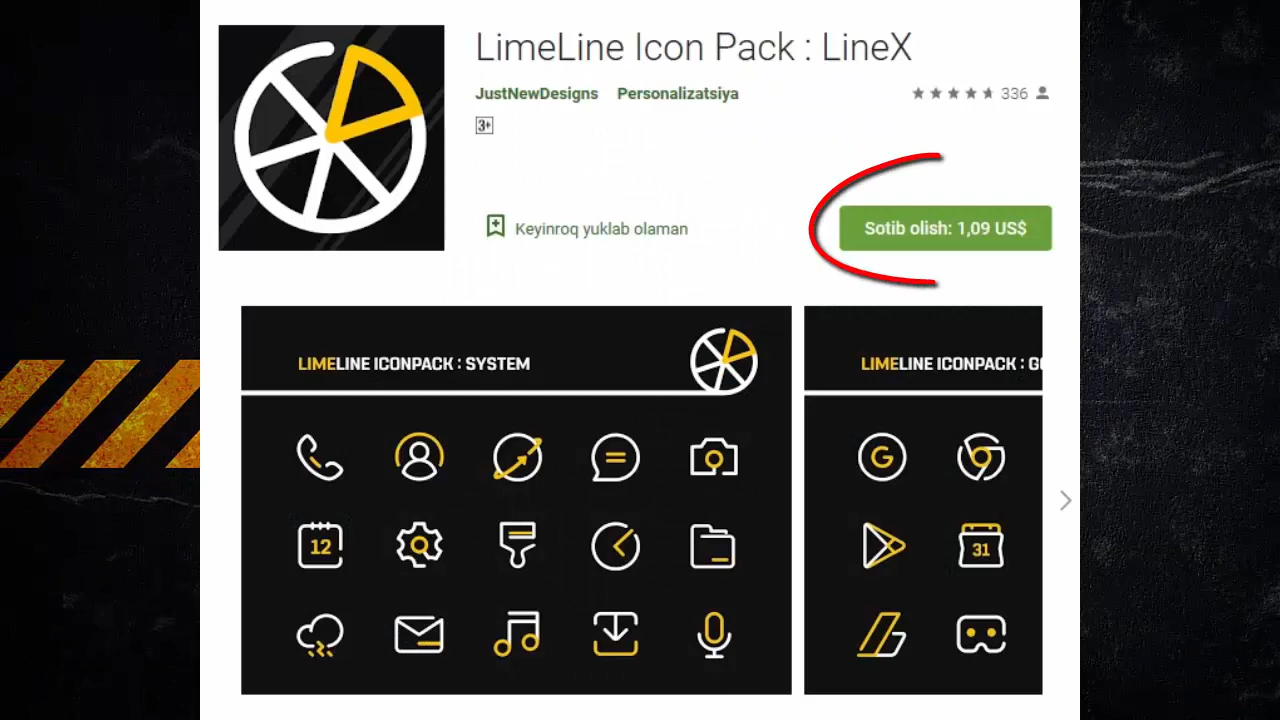 LimeLine Icon Pack : LineX
JustNewDesigns Personalizatsiya
336
3+
Keyinroq yuklab olaman
Sotib olish: 1,09 US$
LIMELINE ICONPACK : SYSTEM
LIMELINE ICONPACK : GO
12
31
G